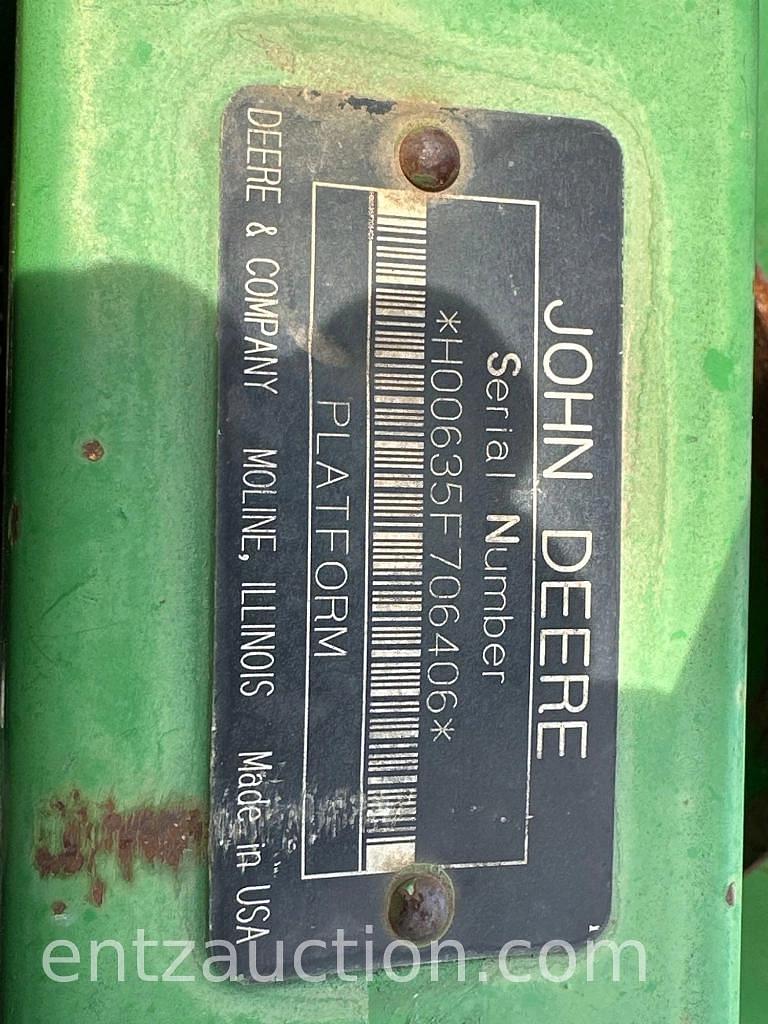 JOHN DEERE
Serial Number
*H00635F706406*
PLATFORM
DEERE & COMPANY MOLINE, ILLINOIS Made in USA
entzauction.com